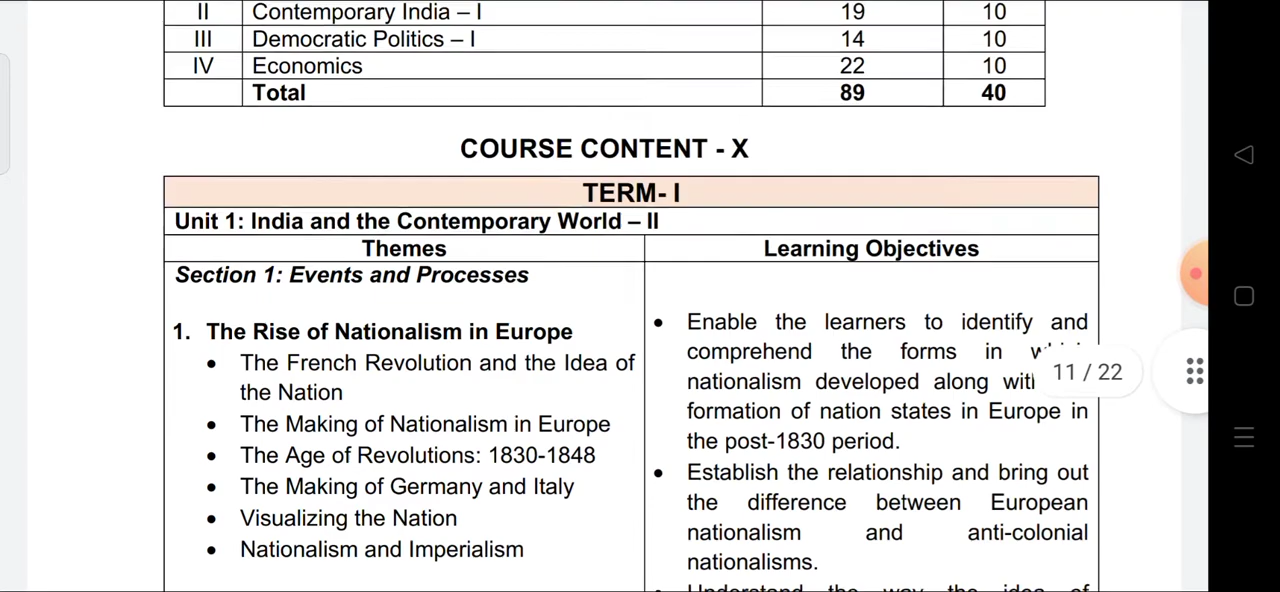 II Contemporary India – I 19 10
III Democratic Politics – I 14 10
IV Economics 22 10
Total 89 40
COURSE CONTENT - X
TERM- I
Unit 1: India and the Contemporary World – II
Themes Learning Objectives
Section 1: Events and Processes
1. The Rise of Nationalism in Europe
• The French Revolution and the Idea of
the Nation
• The Making of Nationalism in Europe
• The Age of Revolutions: 1830-1848
• The Making of Germany and Italy
• Visualizing the Nation
• Nationalism and Imperialism
• Enable the learners to identify and
comprehend the forms in
nationalism developed along
formation of nation states in Europe in
the post-1830 period.
• Establish the relationship and bring out
the difference between European
nationalism and anti-colonial
nationalisms.
• Understand the way the idea of
11 / 22